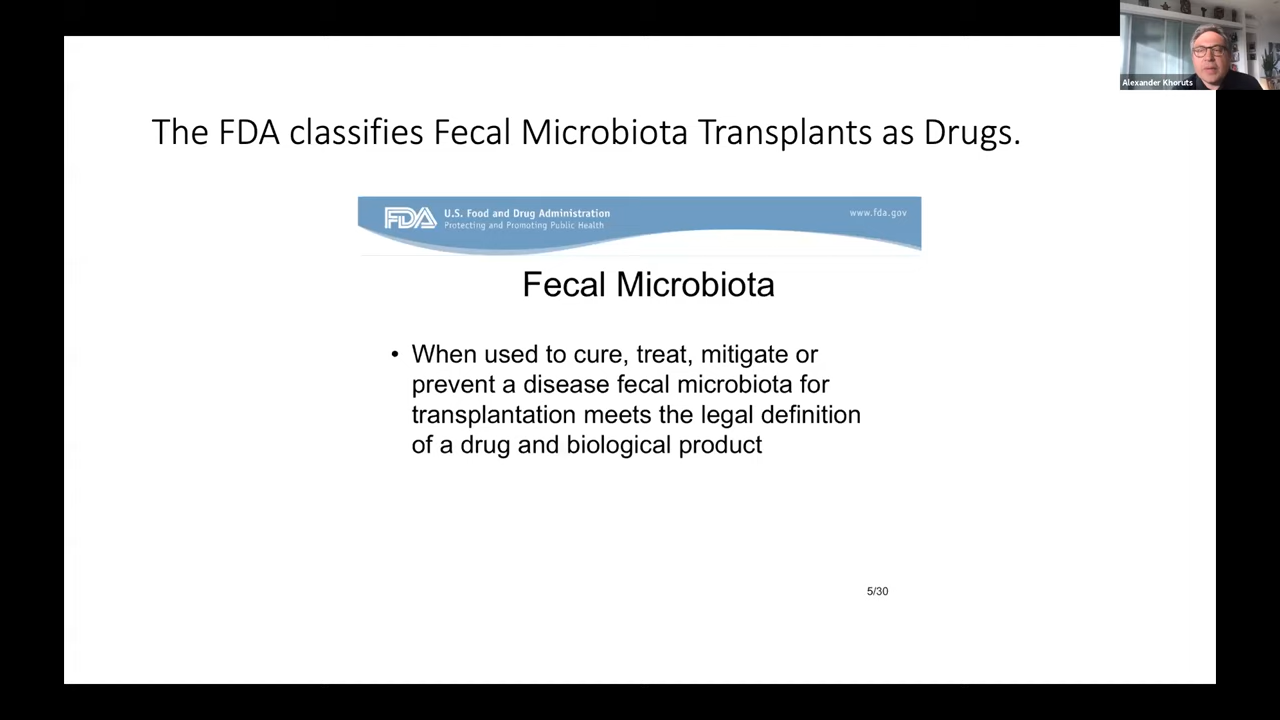 Alexander Khoruts
The FDA classifies Fecal Microbiota Transplants as Drugs.
FDA U.S. Food and Drug Administration
Protecting and Promoting Public Health
www.fda.gov
Fecal Microbiota
• When used to cure, treat, mitigate or
prevent a disease fecal microbiota for
transplantation meets the legal definition
of a drug and biological product
5/30